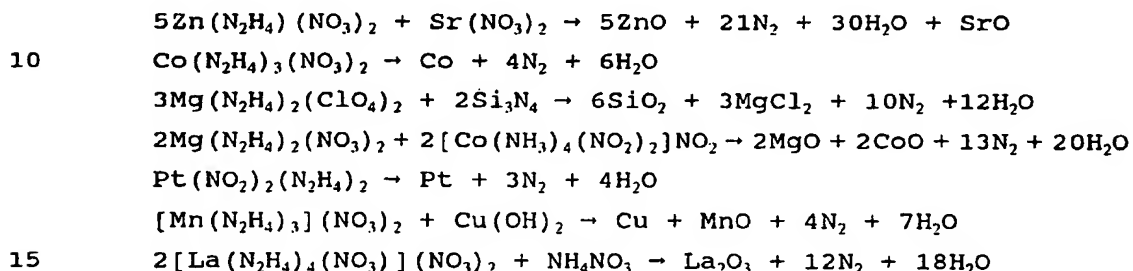 5Zn(N₂H₄)(NO₃)₂ + Sr(NO₃)₂ → 5ZnO + 21N₂ + 30H₂O + SrO
10 Co(N₂H₄)₃(NO₃)₂ → Co + 4N₂ + 6H₂O
3Mg(N₂H₄)₂(ClO₄)₂ + 2Si₃N₄ → 6SiO₂ + 3MgCl₂ + 10N₂ +12H₂O
2Mg(N₂H₄)₂(NO₃)₂ + 2[Co(NH₃)₄(NO₂)₂]NO₂ → 2MgO + 2CoO + 13N₂ + 20H₂O
Pt(NO₂)₂(N₂H₄)₂ → Pt + 3N₂ + 4H₂O
[Mn(N₂H₄)₃](NO₃)₂ + Cu(OH)₂ → Cu + MnO + 4N₂ + 7H₂O
15 2[La(N₂H₄)₄(NO₃)](NO₃)₂ + NH₄NO₃ → La₂O₃ + 12N₂ + 18H₂O